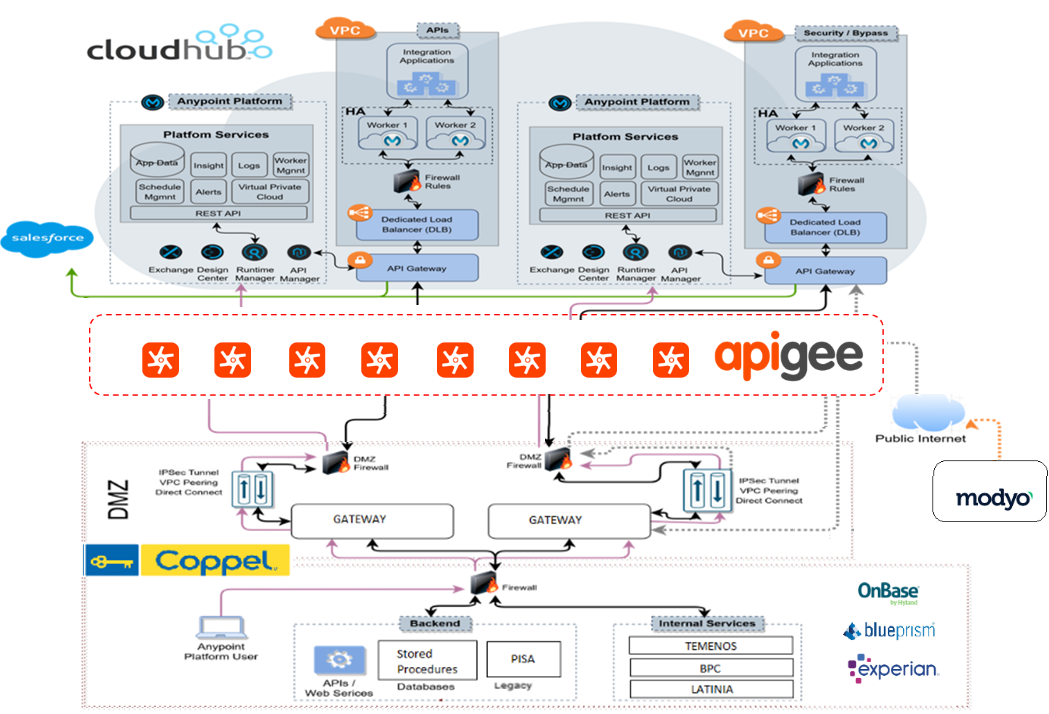 cloudhub
VPC
APIs
Integration
Applications
HA
Worker 1
Worker 2
Firewall
Rules
Dedicated Load
Balancer (DLB)
API Gateway
Anypoint Platform
Platfom Services
App Data
Insight
Logs
Worker
Mgmnt
Schedule
Mgmnt
Alerts
Virtual Private
Cloud
REST API
Exchange
Design
Center
Runtime
Manager
API
Manager
salesforce
VPC
Security / Bypass
Integration
Applications
HA
Worker 1
Worker 2
Firewall
Rules
Dedicated Load
Balancer (DLB)
API Gateway
Anypoint Platform
Platfom Services
App Data
Insight
Logs
Worker
Mgmnt
Schedule
Mgmnt
Alerts
Virtual Private
Cloud
REST API
Exchange
Design
Center
Runtime
Manager
API
Manager
apigee
Public Internet
modyo
DMZ
DMZ
Firewall
IPSec Tunnel
VPC Peering
Direct Connect
GATEWAY
DMZ
Firewall
IPSec Tunnel
VPC Peering
Direct Connect
GATEWAY
Coppel.
Firewall
Anypoint
Platform User
Backend
APIs /
Web Serices
Stored
Procedures
Databases
PISA
Legacy
Internal Services
TEMENOS
BPC
LATINIA
OnBase
by Hyland
blueprism
experian.